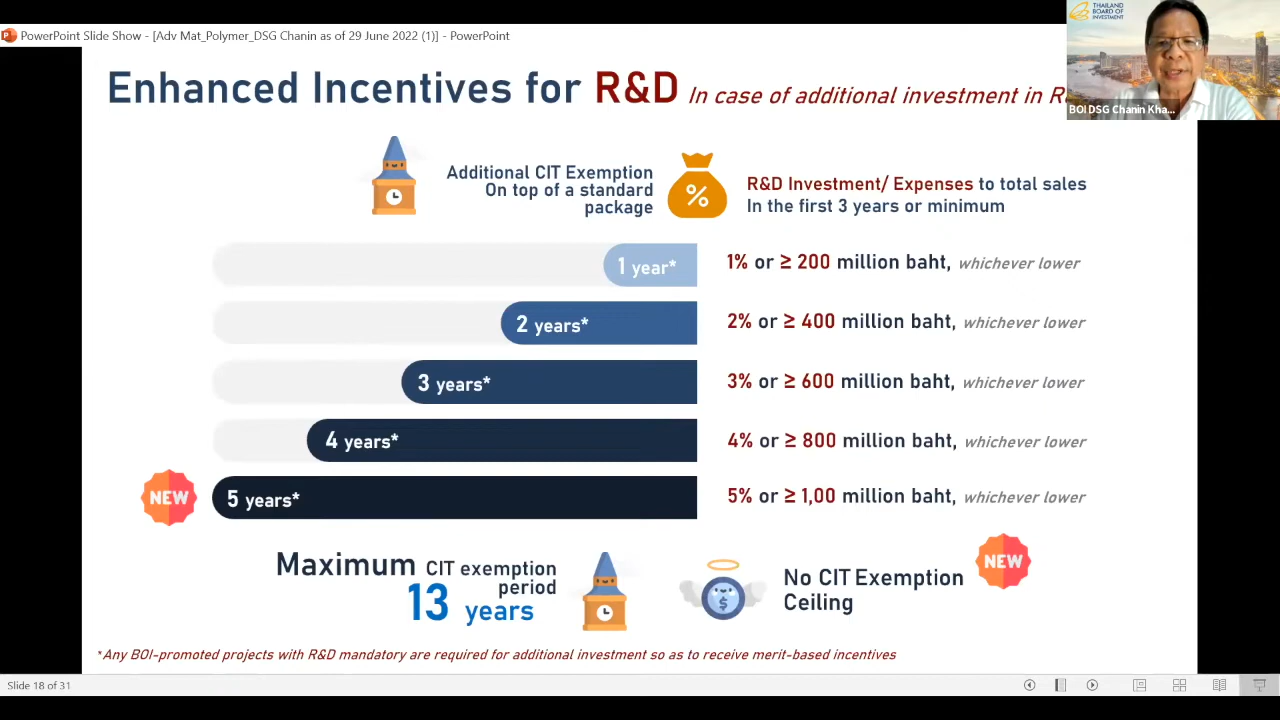 PowerPoint Slide Show - [Adv Mat_Polymer_DSG Chanin as of 29 June 2022 (1)] - PowerPoint
THAILAND
BOARD OF
INVESTMENT
BOI DSG Chanin Kha...
Enhanced Incentives for R&D In case of additional investment in
Additional CIT Exemption
On top of a standard
package
%
R&D Investment/ Expenses to total sales
In the first 3 years or minimum
1 year* 1% or ≥ 200 million baht, whichever lower
2 years* 2% or ≥ 400 million baht, whichever lower
3 years* 3% or ≥ 600 million baht, whichever lower
4 years* 4% or ≥ 800 million baht, whichever lower
NEW 5 years* 5% or ≥ 1,00 million baht, whichever lower
Maximum CIT exemption
period
13 years
$
No CIT Exemption
Ceiling
NEW
*Any BOI-promoted projects with R&D mandatory are required for additional investment so as to receive merit-based incentives
Slide 18 of 31